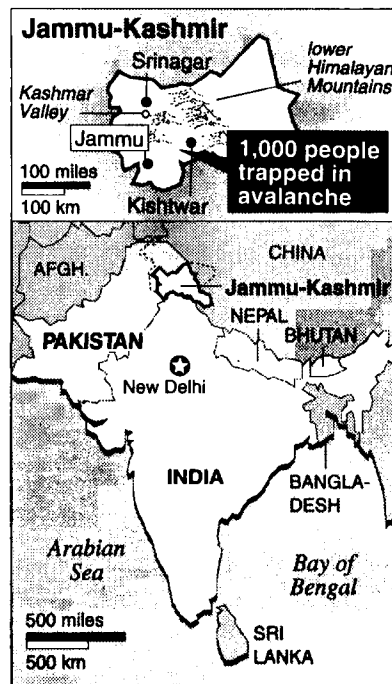 Jammu-Kashmir
Srinagar
lower
Himalayan
Mountains
Kashmar
Valley
Jammu
1,000 people
trapped in
avalanche
100 miles
100 km
Kishtwar
CHINA
AFGH.
Jammu-Kashmir
NEPAL
BHUTAN
PAKISTAN
New Delhi
INDIA
BANGLA-
DESH
Arabian
Sea
Bay of
Bengal
500 miles
500 km
SRI
LANKA